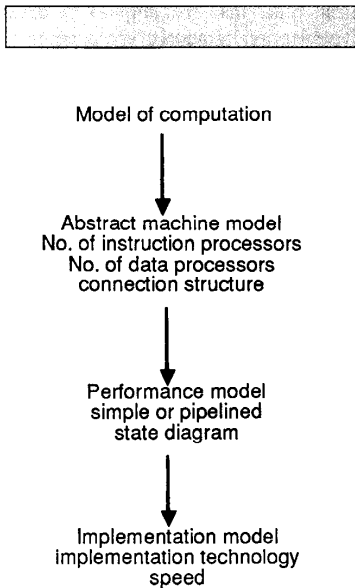 Model of computation
Abstract machine model
No. of instruction processors
No. of data processors
connection structure
Performance model
simple or pipelined
state diagram
Implementation model
implementation technology
speed